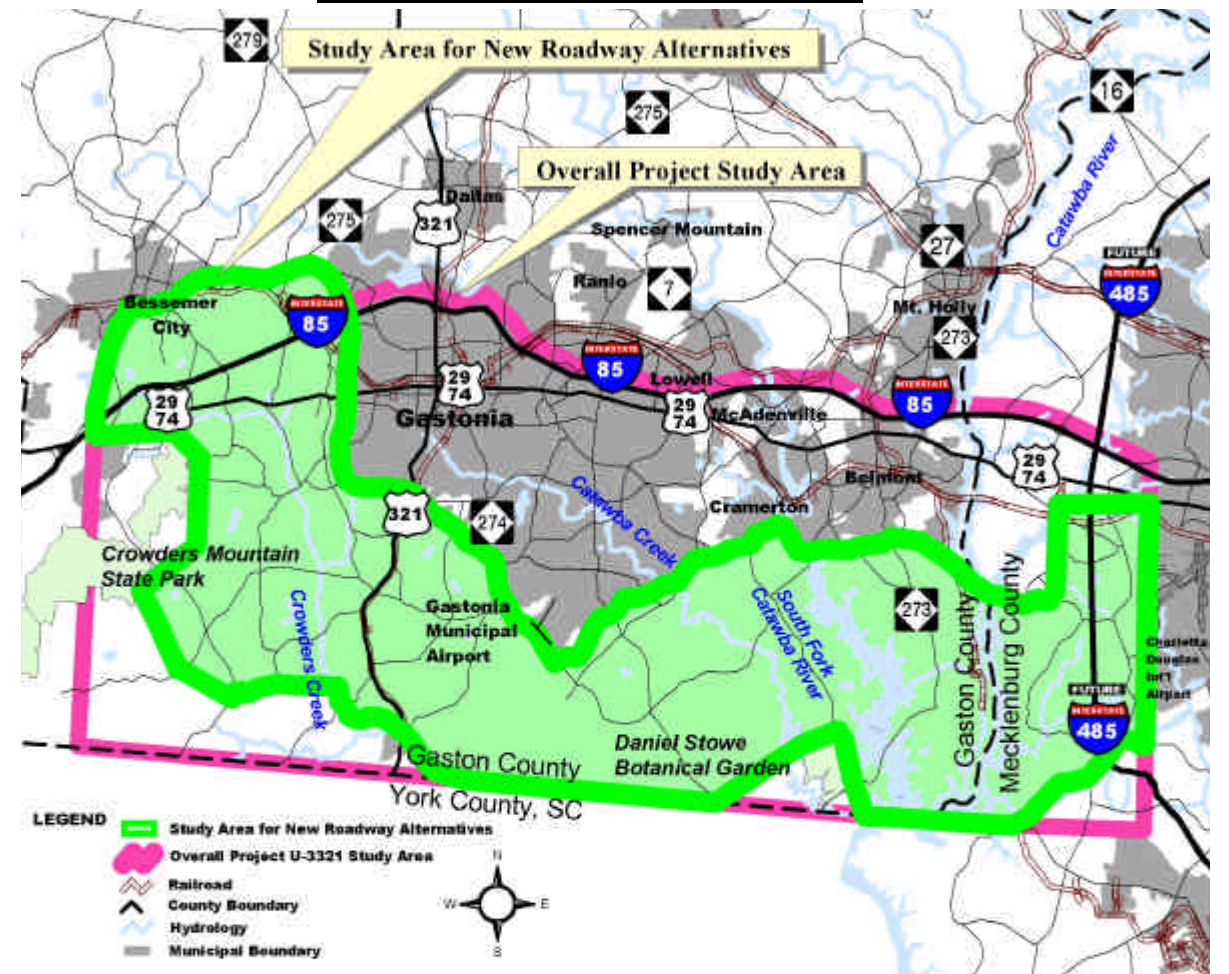 279
Study Area for New Roadway Alternatives
16
275
Catawba River
Overall Project Study Area
Dallas
275
321
Spencer Mountain
27
FUTURE
INTERSTATE
485
Ranlo
7
Bessemer
City
INTERSTATE
85
Mt. Holly
273
INTERSTATE
85
Lowell
29
74
INTERSTATE
85
29
74
29
74
McAdenville
Gastonia
29
74
Belmont
Catawba Creek
Cramerton
321
274
Crowders Mountain
State Park
Crowders Creek
Gastonia
Municipal
Airport
South Fork
Catawba River
273
Gaston County
Mecklenburg County
Charlotte
Douglas
Int'l
Airport
FUTURE
INTERSTATE
485
Daniel Stowe
Botanical Garden
Gaston County
York County, SC
LEGEND
Study Area for New Roadway Alternatives
Overall Project U-3321 Study Area
Railroad
County Boundary
Hydrology
Municipal Boundary
N
W
E
S